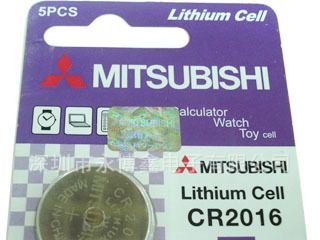 5PCS
Lithium Cell
MITSUBISHI
Calculator
Watch
Toy cell
MITSUBISHI
Lithium Cell
CR2016